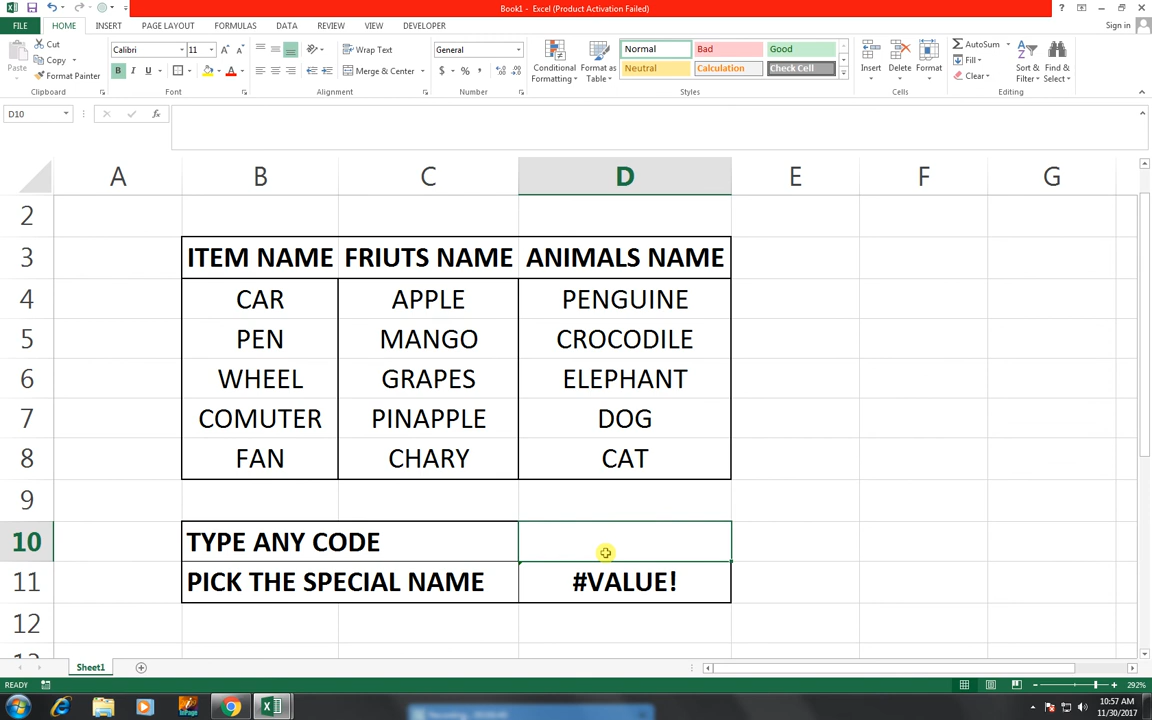 Book1 - Excel (Product Activation Failed)
Sign in
FILE HOME INSERT PAGE LAYOUT FORMULAS DATA REVIEW VIEW DEVELOPER
Cut
Copy
Format Painter
Paste
Calibri 11
B I U A
Wrap Text
Merge & Center
General
$ % ,
Conditional Formatting
Format as Table
Normal Bad Good
Neutral Calculation Check Cell
Insert Delete Format
AutoSum
Fill
Clear
Sort & Filter
Find & Select
Clipboard Font Alignment Number Styles Cells Editing
D10 fx
A B C D E F G
2
3 ITEM NAME FRIUTS NAME ANIMALS NAME
4 CAR APPLE PENGUINE
5 PEN MANGO CROCODILE
6 WHEEL GRAPES ELEPHANT
7 COMUTER PINAPPLE DOG
8 FAN CHARY CAT
9
10 TYPE ANY CODE
11 PICK THE SPECIAL NAME #VALUE!
12
Sheet1
READY 292%
10:57 AM
11/30/2017